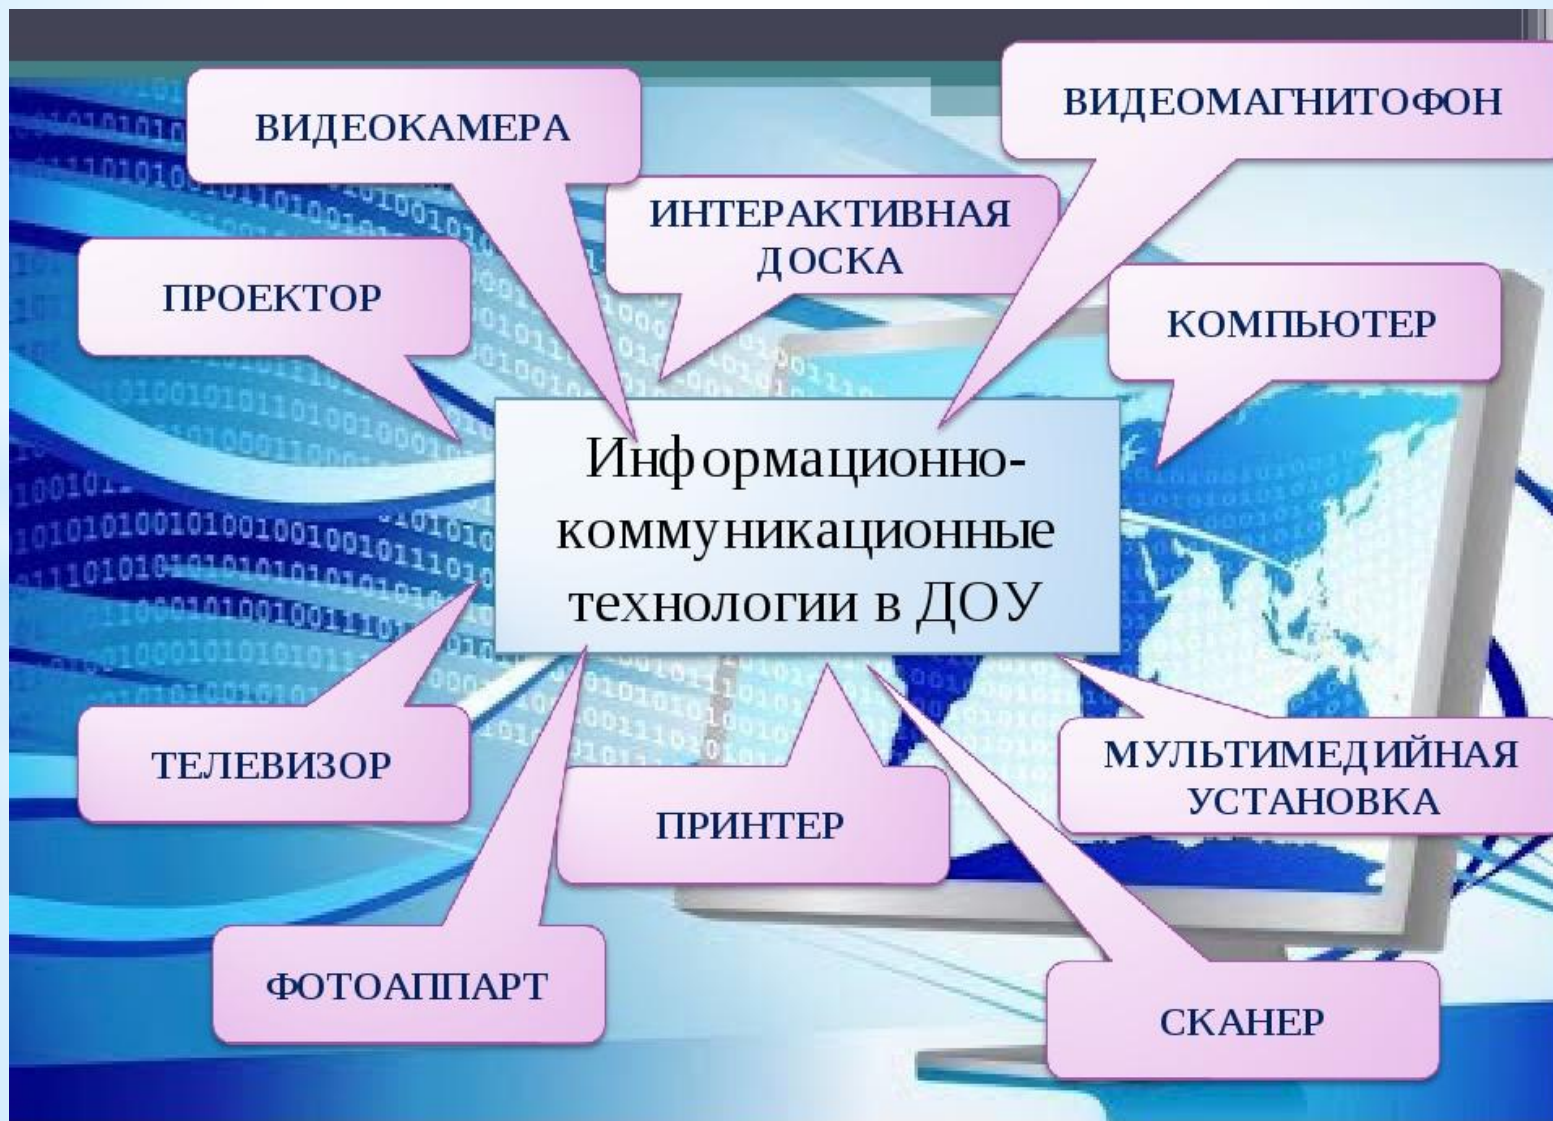 ВИДЕОКАМЕРА
ВИДЕОМАГНИТОФОН
ИНТЕРАКТИВНАЯ
ДОСКА
ПРОЕКТОР
КОМПЬЮТЕР
Информационно-
коммуникационные
технологии в ДОУ
ТЕЛЕВИЗОР
ПРИНТЕР
МУЛЬТИМЕДИЙНАЯ
УСТАНОВКА
ФОТОАППАРТ
СКАНЕР